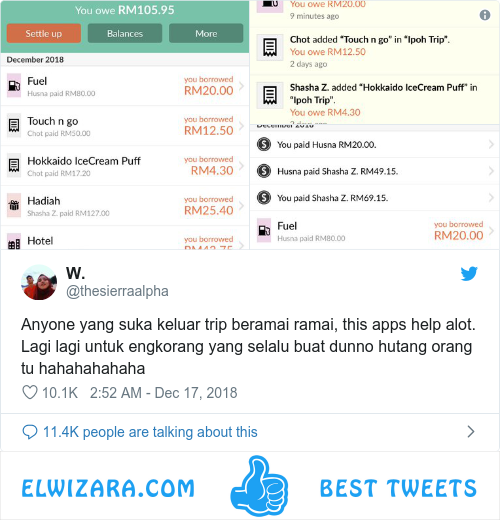 You owe RM105.95
Settle up
Balances
More
December 2018
Fuel
Husna paid RM80.00
you borrowed
RM20.00
Touch n go
Chot paid RM50.00
you borrowed
RM12.50
Hokkaido IceCream Puff
Chot paid RM17.20
you borrowed
RM4.30
Hadiah
Shasha Z. paid RM127.00
you borrowed
RM25.40
Hotel
you borrowed
You owe RM20.00
9 minutes ago
Chot added “Touch n go” in “Ipoh Trip”.
You owe RM12.50
2 days ago
Shasha Z. added “Hokkaido IceCream Puff” in
“Ipoh Trip”.
You owe RM4.30
You paid Husna RM20.00.
Husna paid Shasha Z. RM49.15.
You paid Shasha Z. RM69.15.
Fuel
Husna paid RM80.00
you borrowed
RM20.00
W.
@thesierraalpha
Anyone yang suka keluar trip beramai ramai, this apps help alot.
Lagi lagi untuk engkorang yang selalu buat dunno hutang orang
tu hahahahahaha
10.1K 2:52 AM - Dec 17, 2018
11.4K people are talking about this
ELWIZARA.COM
BEST TWEETS